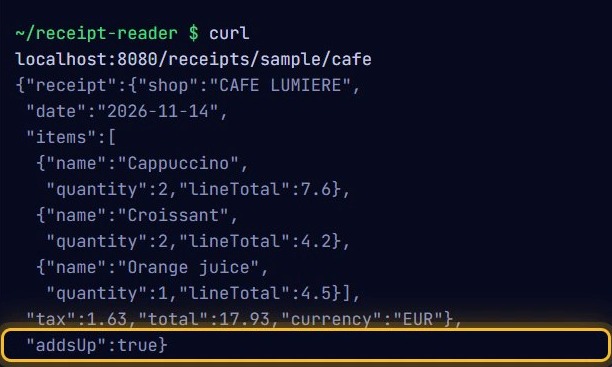 ~/receipt-reader $ curl
localhost:8080/receipts/sample/cafe
{"receipt":{"shop":"CAFE LUMIERE",
"date":"2026-11-14",
"items":[
{"name":"Cappuccino",
"quantity":2,"lineTotal":7.6},
{"name":"Croissant",
"quantity":2,"lineTotal":4.2},
{"name":"Orange juice",
"quantity":1,"lineTotal":4.5}],
"tax":1.63,"total":17.93,"currency":"EUR"},
"addsUp":true}